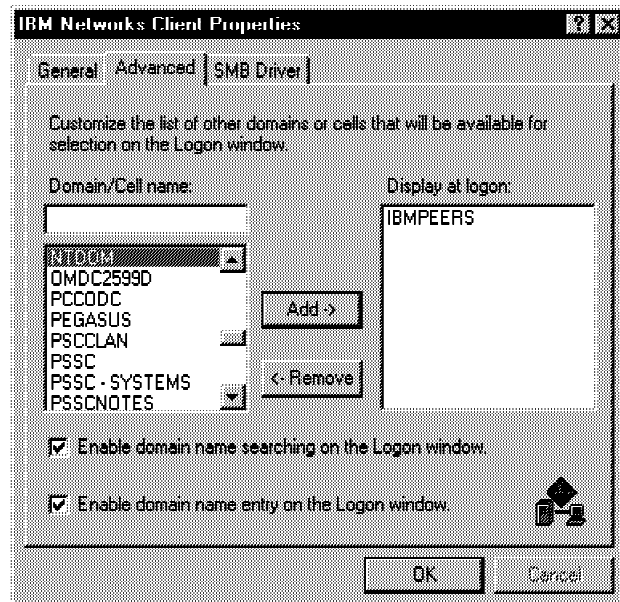 IBM Networks Client Properties
General Advanced SMB Driver
Customize the list of other domains or cells that will be available for
selection on the Logon window.
Domain/Cell name:
Display at logon:
IBMPEERS
NTDOM
OMDC2599D
PCCODC
PEGASUS
PSCCLAN
PSSC
PSSC - SYSTEMS
PSSCNOTES
Add ->
<- Remove
Enable domain name searching on the Logon window.
Enable domain name entry on the Logon window.
OK
Cancel